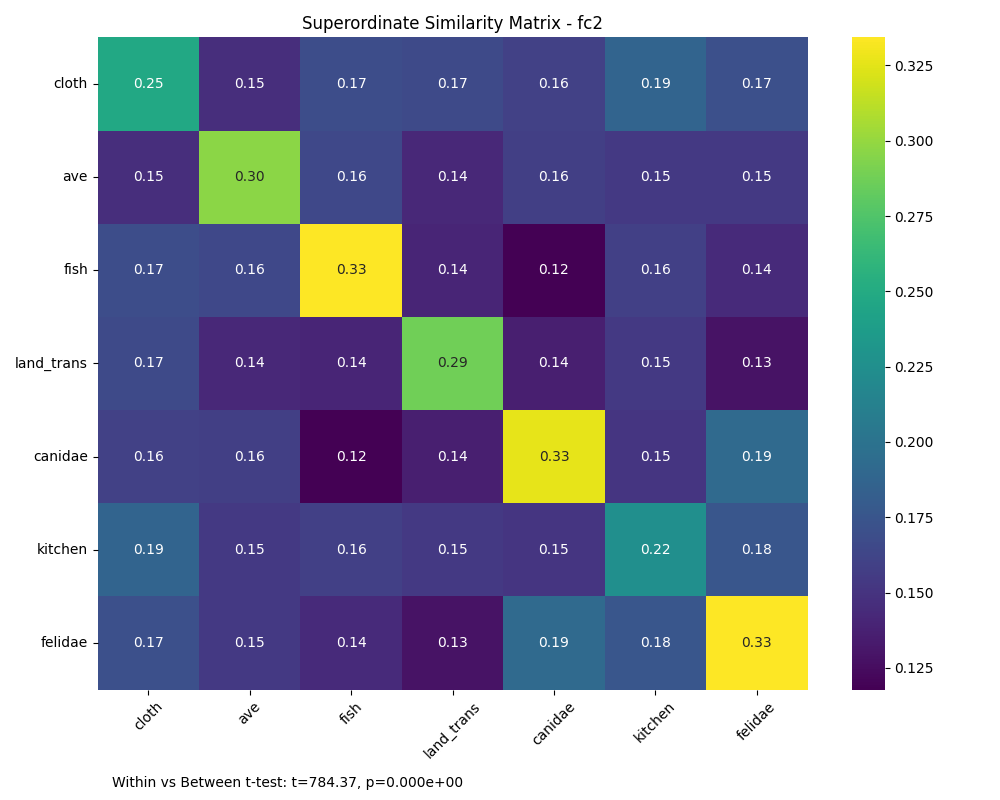 Superordinate Similarity Matrix - fc2
cloth 0.25 0.15 0.17 0.17 0.16 0.19 0.17
ave 0.15 0.30 0.16 0.14 0.16 0.15 0.15
fish 0.17 0.16 0.33 0.14 0.12 0.16 0.14
land_trans 0.17 0.14 0.14 0.29 0.14 0.15 0.13
canidae 0.16 0.16 0.12 0.14 0.33 0.15 0.19
kitchen 0.19 0.15 0.16 0.15 0.15 0.22 0.18
felidae 0.17 0.15 0.14 0.13 0.19 0.18 0.33
cloth ave fish land_trans canidae kitchen felidae
0.325
0.300
0.275
0.250
0.225
0.200
0.175
0.150
0.125
Within vs Between t-test: t=784.37, p=0.000e+00